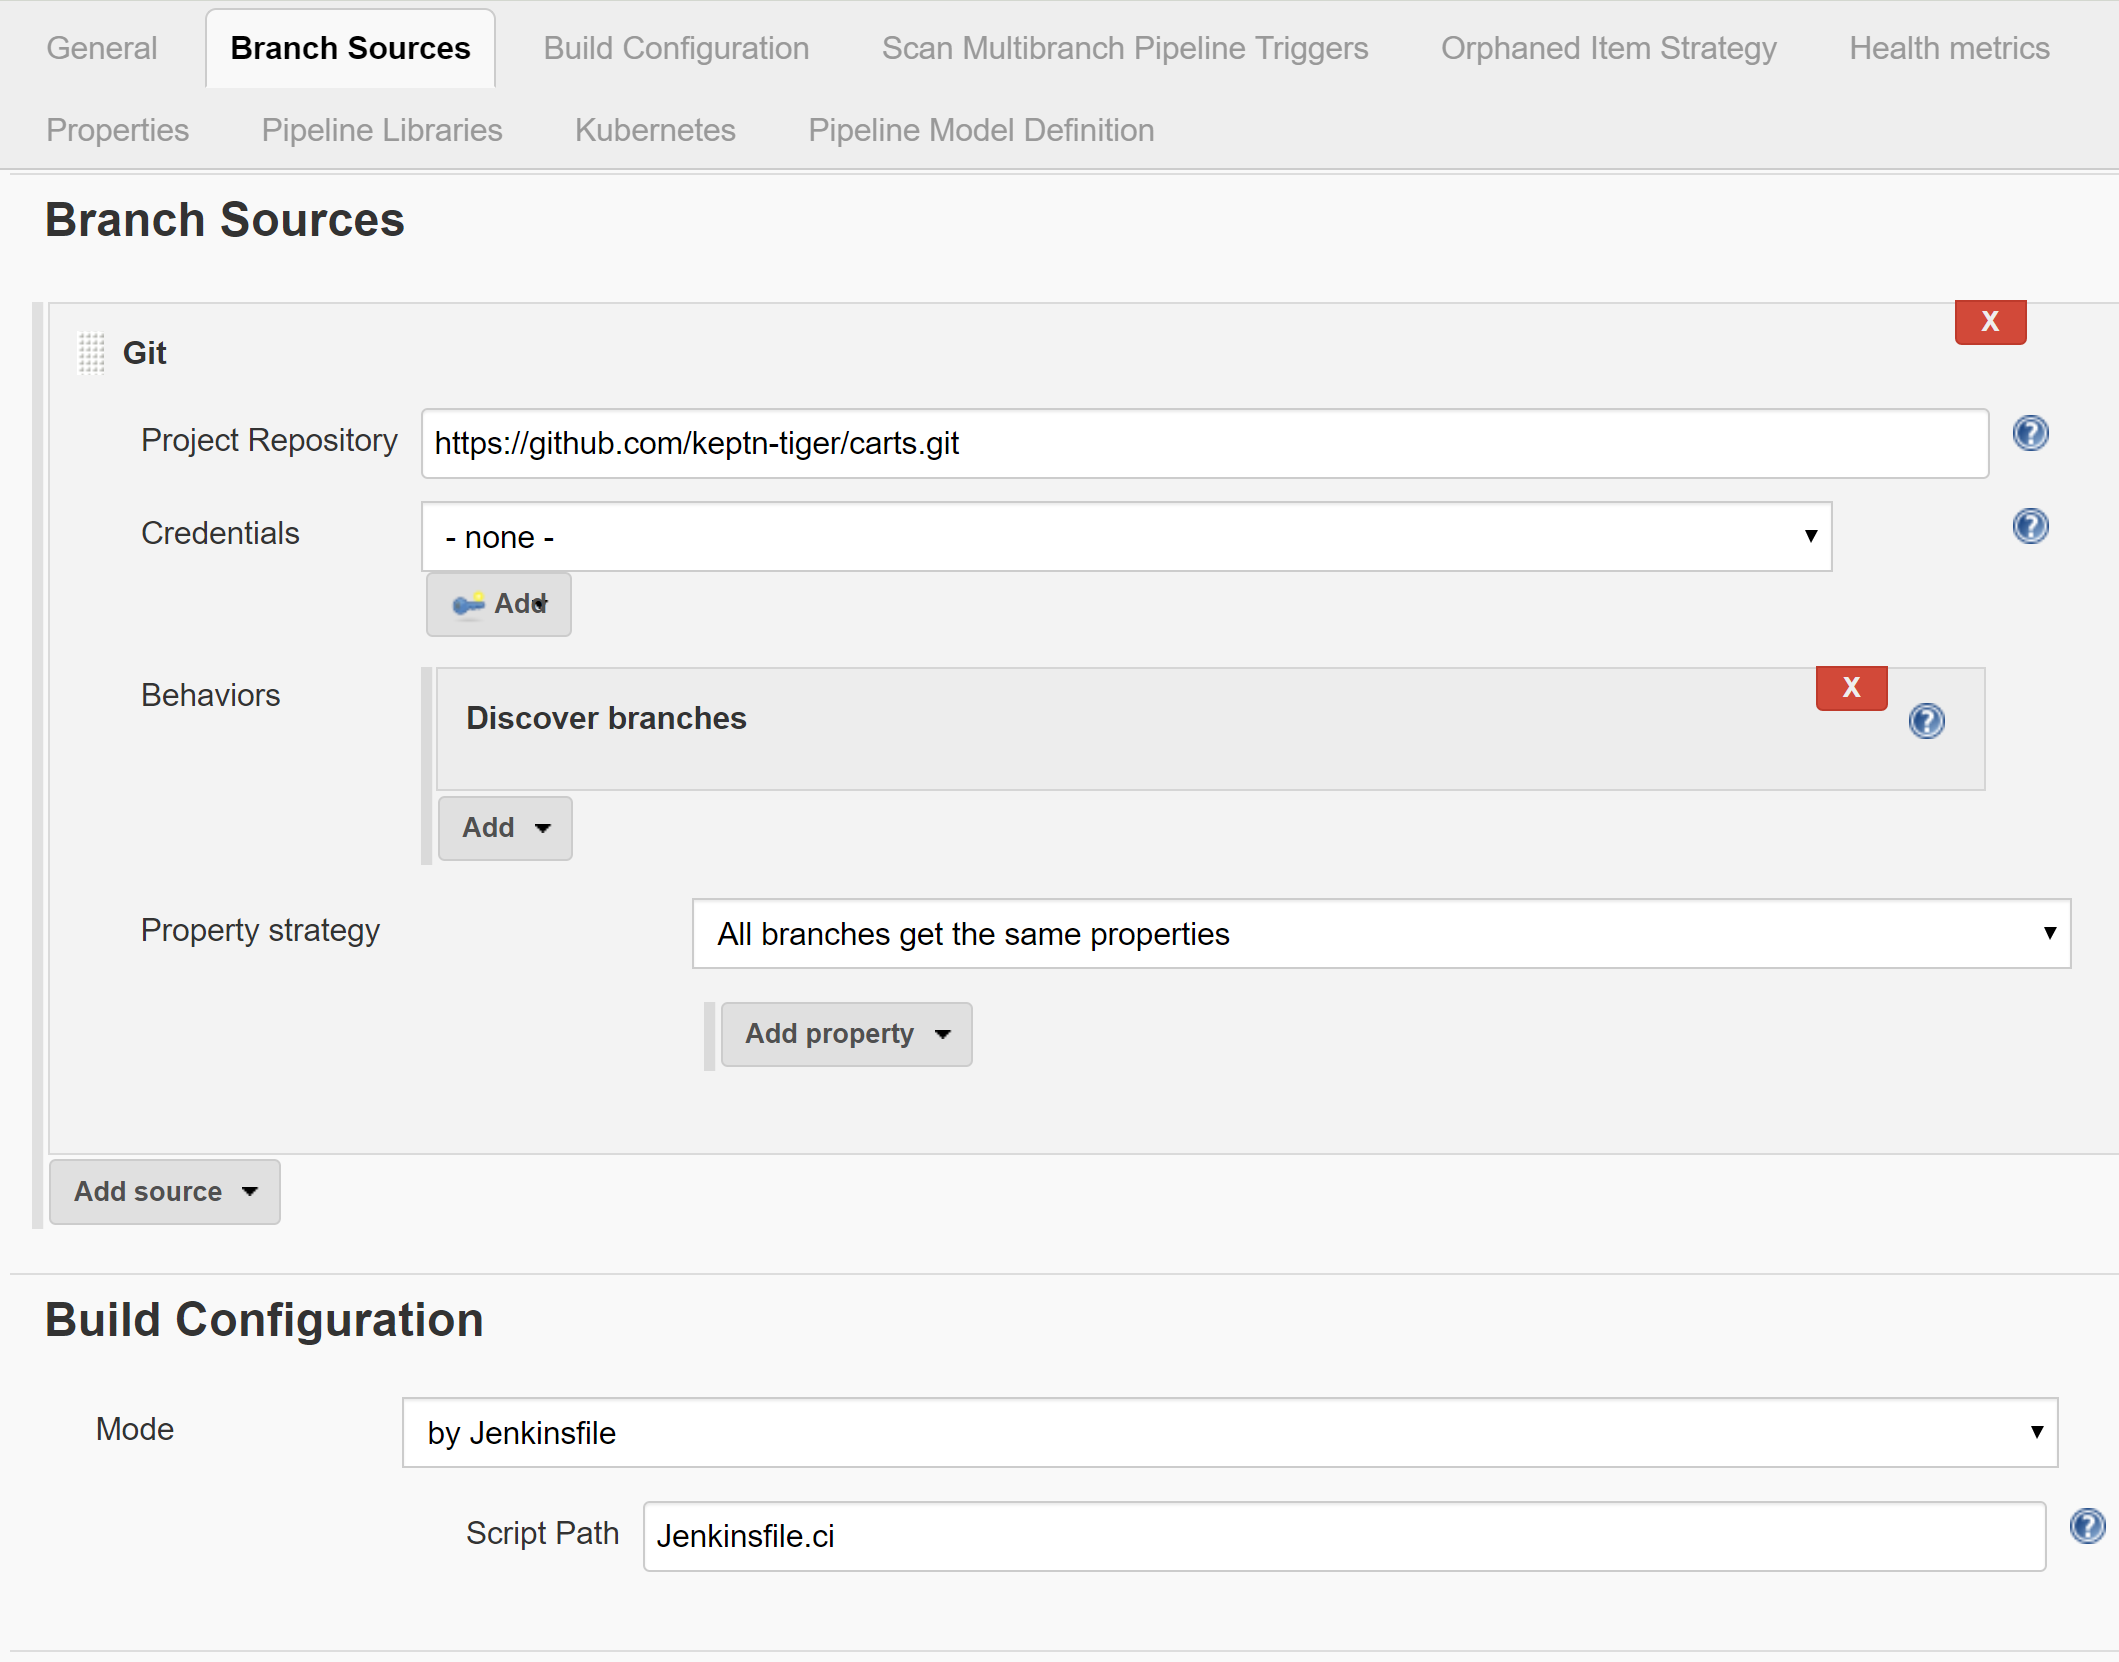 General Branch Sources Build Configuration Scan Multibranch Pipeline Triggers Orphaned Item Strategy Health metrics
Properties Pipeline Libraries Kubernetes Pipeline Model Definition
Branch Sources
X
Git
Project Repository https://github.com/keptn-tiger/carts.git ?
Credentials - none - ?
Add
Behaviors X
Discover branches ?
Add
Property strategy All branches get the same properties
Add property
Add source
Build Configuration
Mode by Jenkinsfile
Script Path Jenkinsfile.ci ?